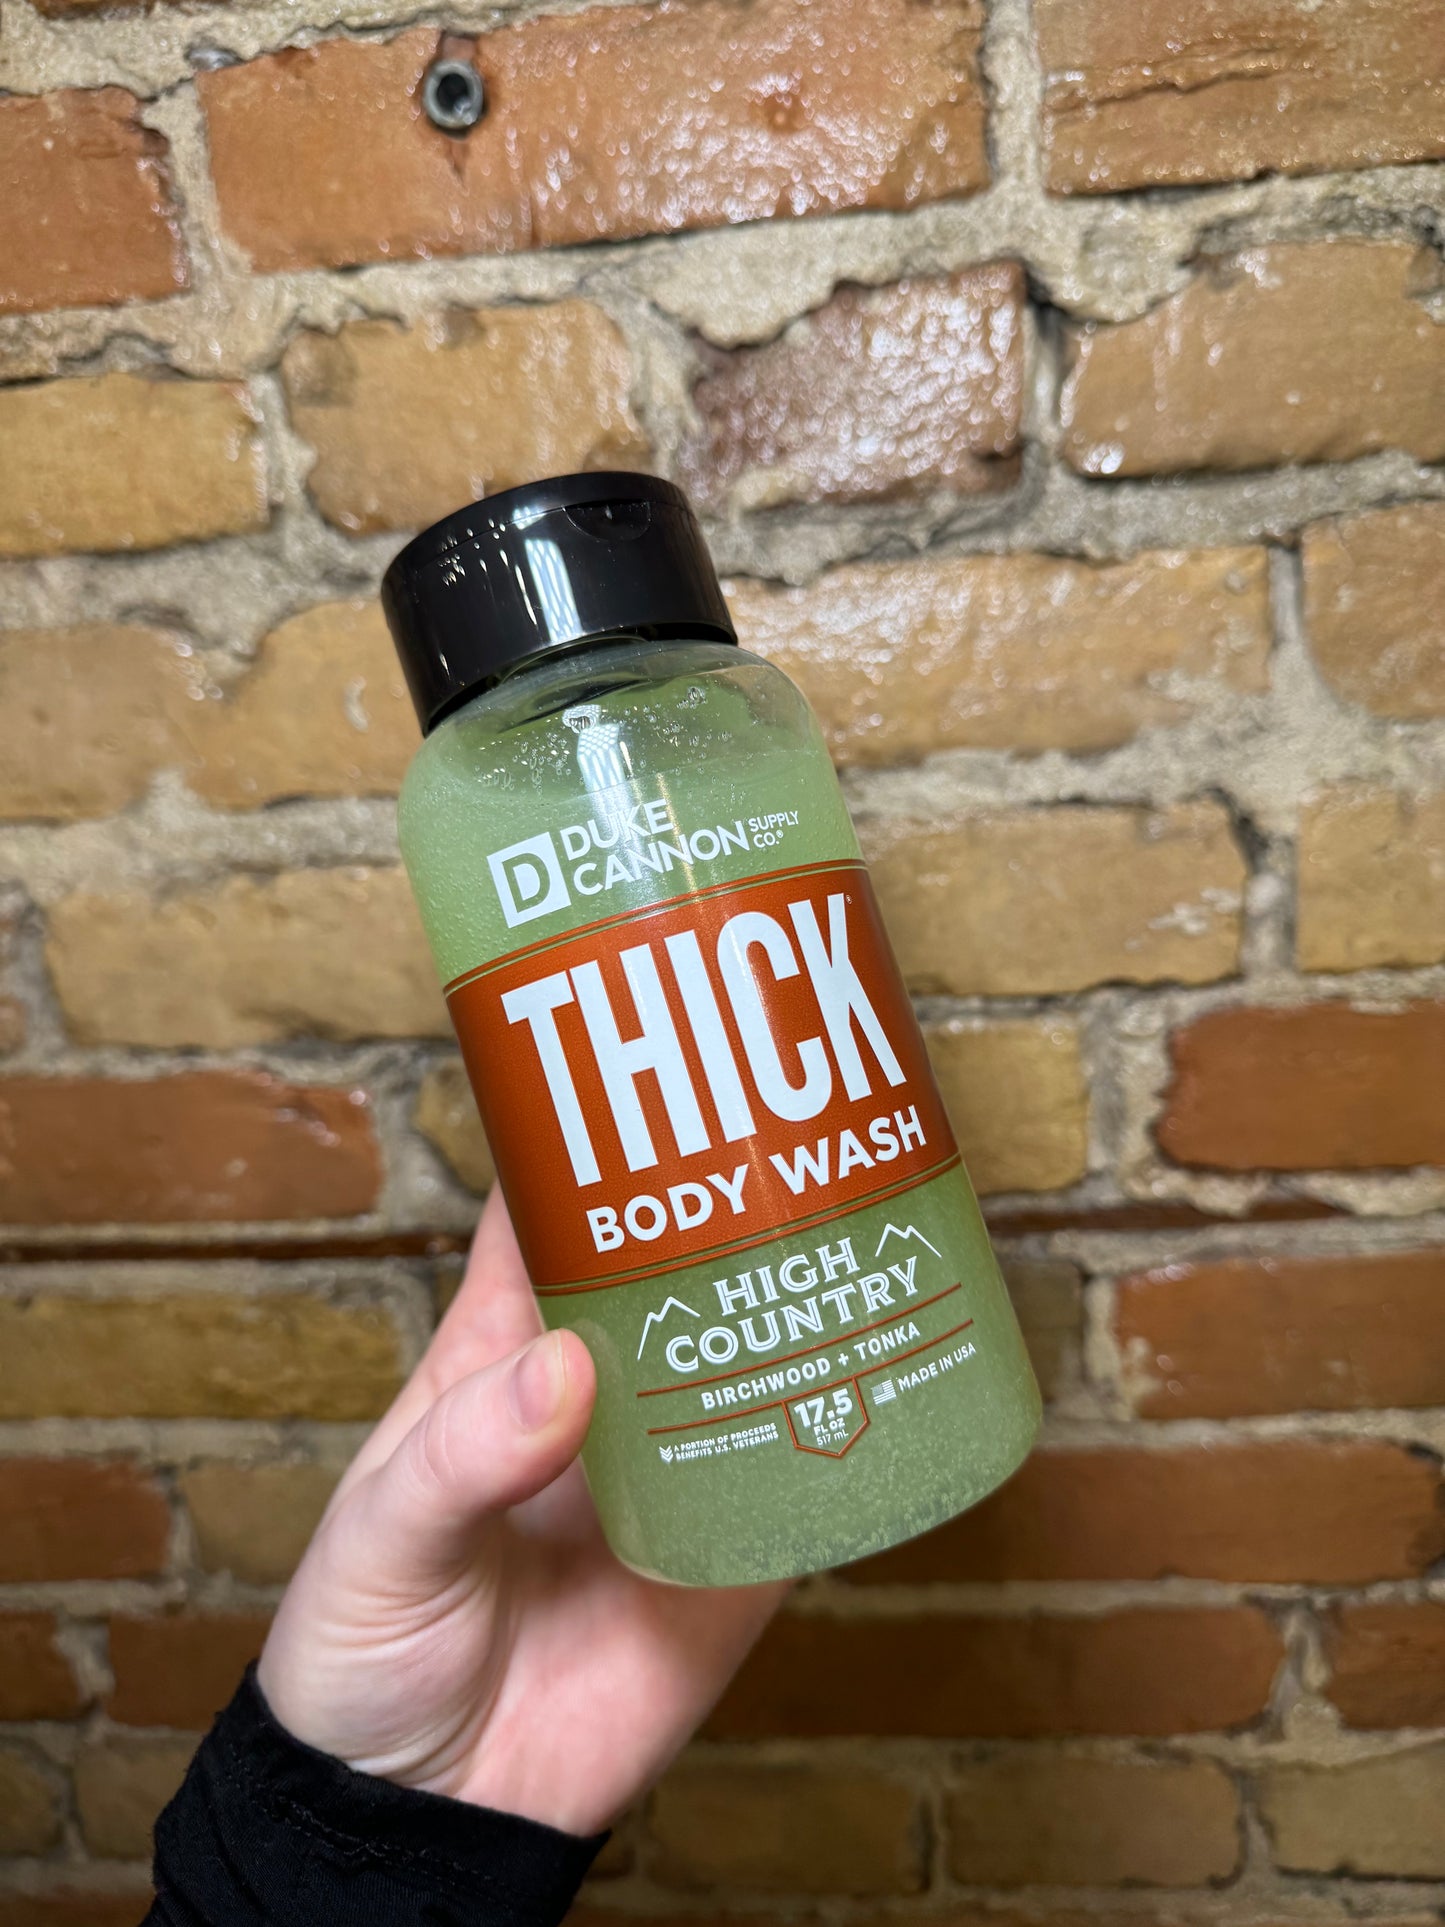 D DUKE
CANNON SUPPLY
CO.®
THICK®
BODY WASH
HIGH
COUNTRY
BIRCHWOOD + TONKA
A PORTION OF PROCEEDS
BENEFITS U.S. VETERANS
17.5
FL OZ
517 mL
MADE IN USA